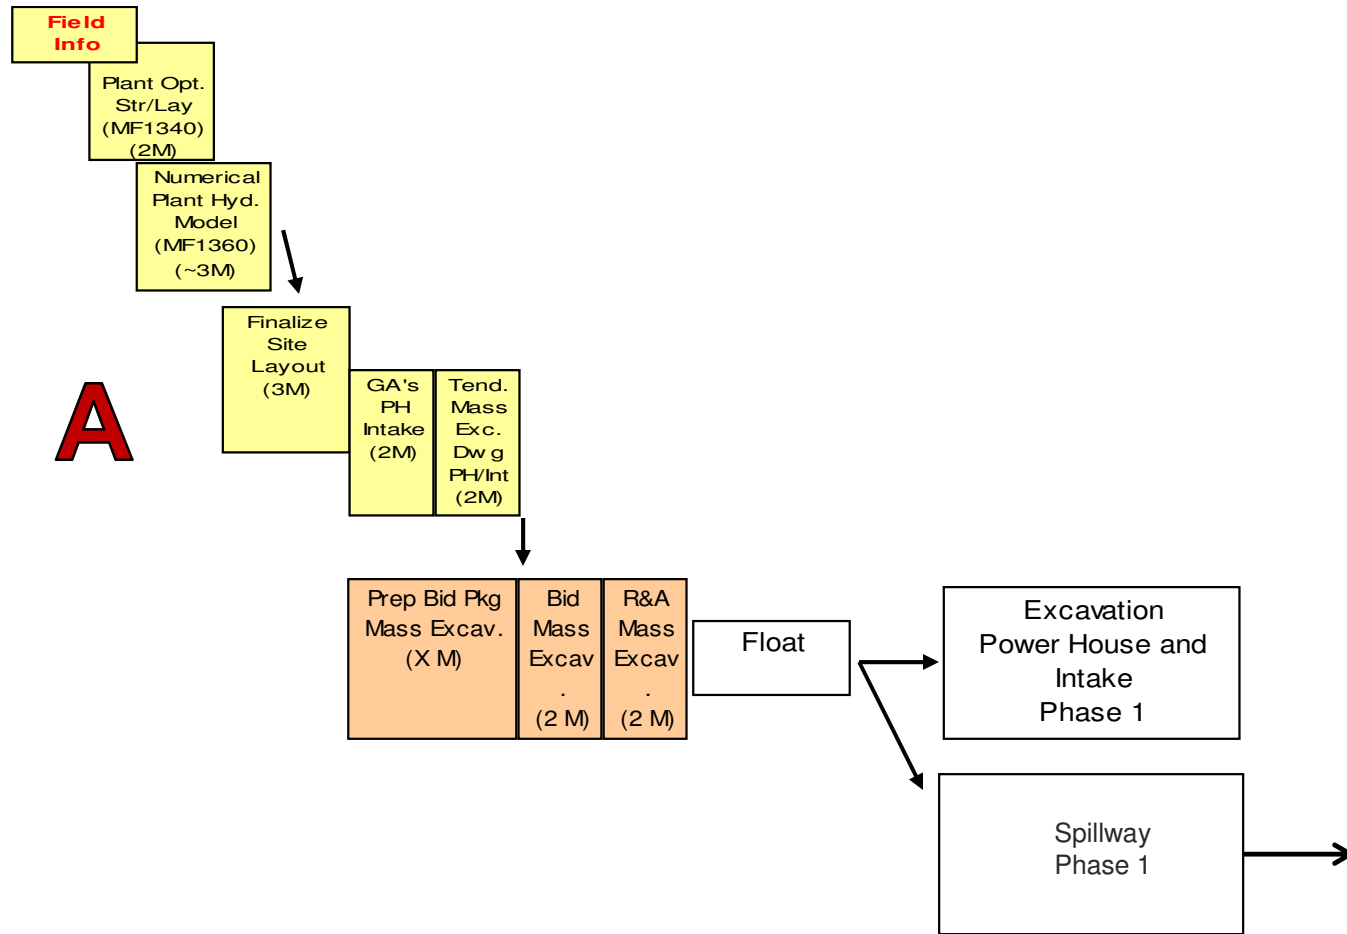 Field
Info
Plant Opt.
Str/Lay
(MF1340)
(2M)
Numerical
Plant Hyd.
Model
(MF1360)
(~3M)
Finalize
Site
Layout
(3M)
GA's
PH
Intake
(2M)
Tend.
Mass
Exc.
Dwg
PH/Int
(2M)
A
Prep Bid Pkg
Mass Excav.
(X M)
Bid
Mass
Excav
.
(2 M)
R&A
Mass
Excav
.
(2 M)
Float
Excavation
Power House and
Intake
Phase 1
Spillway
Phase 1